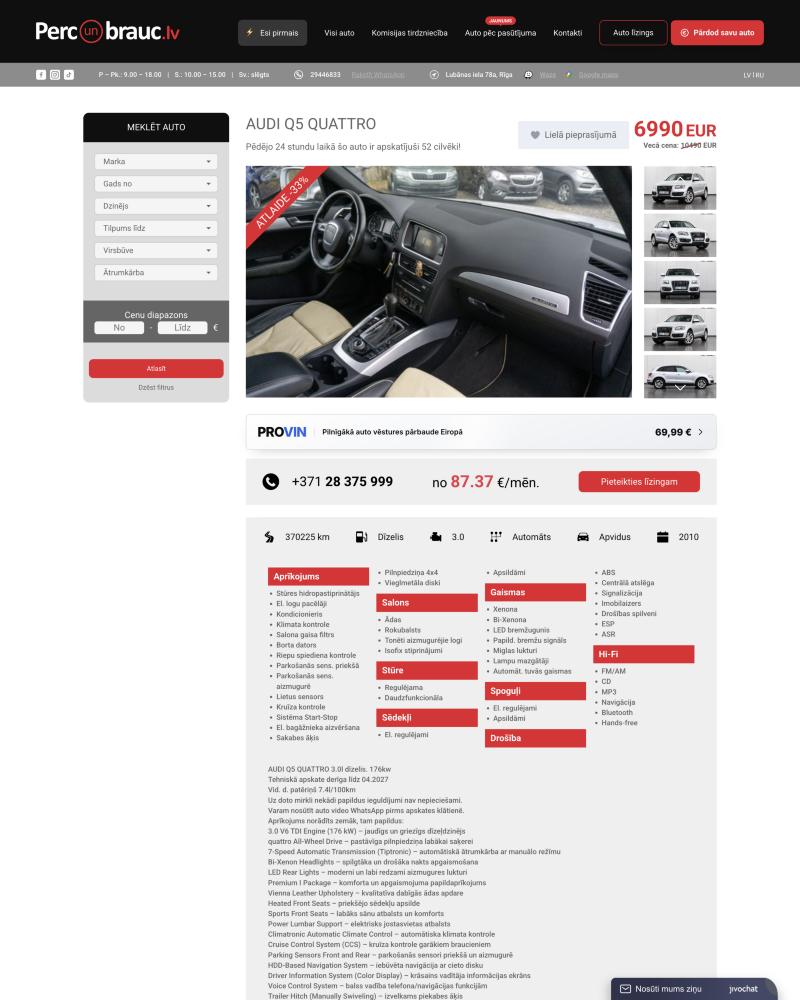 Perc un brauc.lv
Esi pirmais
Visi auto
Komisijas tirdzniecība
JAUNUMS
Auto pēc pasūtījuma
Kontakti
Auto līzings
Pārdod savu auto
P – Pk.: 9.00 – 18.00 | S.: 10.00 – 15.00 | Sv.: slēgts
29446833 Rakstīt WhatsApp
Lubānas iela 78a, Rīga Waze Google maps
LV | RU
MEKLĒT AUTO
Marka
Gads no
Dzinējs
Tilpums līdz
Virsbūve
Ātrumkārba
Cenu diapazons
No - Līdz €
Atlasīt
Dzēst filtrus
AUDI Q5 QUATTRO
Pēdējo 24 stundu laikā šo auto ir apskatījuši 52 cilvēki!
Lielā pieprasījumā
6990 EUR
Vecā cena: 10490 EUR
ATLAIDE -33%
PROVIN Pilnīgākā auto vēstures pārbaude Eiropā 69,99 €
+371 28 375 999
no 87.37 €/mēn.
Pieteikties līzingam
370225 km Dīzelis 3.0 Automāts Apvidus 2010
Aprīkojums
Stūres hidropastiprinātājs
El. logu pacēlāji
Kondicionieris
Klimata kontrole
Salona gaisa filtrs
Borta dators
Riepu spiediena kontrole
Parkošanās sens. priekšā
Parkošanās sens.
aizmugurē
Lietus sensors
Kruīza kontrole
Sistēma Start-Stop
El. bagāžnieka aizvēršana
Sakabes āķis
Pilnpiedziņa 4x4
Vieglmetāla diski
Salons
Ādas
Rokubalsts
Tonēti aizmugurējie logi
Isofix stiprinājumi
Stūre
Regulējama
Daudzfunkcionāla
Sēdekļi
El. regulējami
Apsildāmi
Gaismas
Xenona
Bi-Xenona
LED bremžugunis
Papild. bremžu signāls
Miglas lukturi
Lampu mazgātāji
Automāt. tuvās gaismas
Spoguļi
El. regulējami
Apsildāmi
Drošība
ABS
Centrālā atslēga
Signalizācija
Imobilaizers
Drošības spilveni
ESP
ASR
Hi-Fi
FM/AM
CD
MP3
Navigācija
Bluetooth
Hands-free
AUDI Q5 QUATTRO 3.0l dīzelis. 176kw
Tehniskā apskate derīga līdz 04.2027
Vid. d. patēriņš 7.4l/100km
Uz doto mirkli nekādi papildus ieguldījumi nav nepieciešami.
Varam nosūtīt auto video WhatsApp pirms apskates klātienē.
Aprīkojums norādīts zemāk, tam papildus:
3.0 V6 TDI Engine (176 kW) – jaudīgs un griezīgs dīzeļdzinējs
quattro All-Wheel Drive – pastāvīga pilnpiedziņa labākai saķerei
7-Speed Automatic Transmission (Tiptronic) – automātiskā ātrumkārba ar manuālo režīmu
Bi-Xenon Headlights – spilgtāka un drošāka nakts apgaismošana
LED Rear Lights – moderni un labi redzami aizmugures lukturi
Premium I Package – komforta un apgaismojuma papildaprīkojums
Vienna Leather Upholstery – kvalitatīva dabīgās ādas apdare
Heated Front Seats – priekšējo sēdekļu apsilde
Sports Front Seats – labāks sānu atbalsts un komforts
Power Lumbar Support – elektrisks jostasvietas atbalsts
Climatronic Automatic Climate Control – automātiska klimata kontrole
Cruise Control System (CCS) – kruīza kontrole garākiem braucieniem
Parking Sensors Front and Rear – parkošanās sensori priekšā un aizmugurē
HDD-Based Navigation System – iebūvēta navigācija ar cieto disku
Driver Information System (Color Display) – krāsains vadītāja informācijas ekrāns
Voice Control System – balss vadība telefona/navigācijas funkcijām
Trailer Hitch (Manually Swiveling) – izvelkams piekabes āķis
Nosūti mums ziņu jivochat